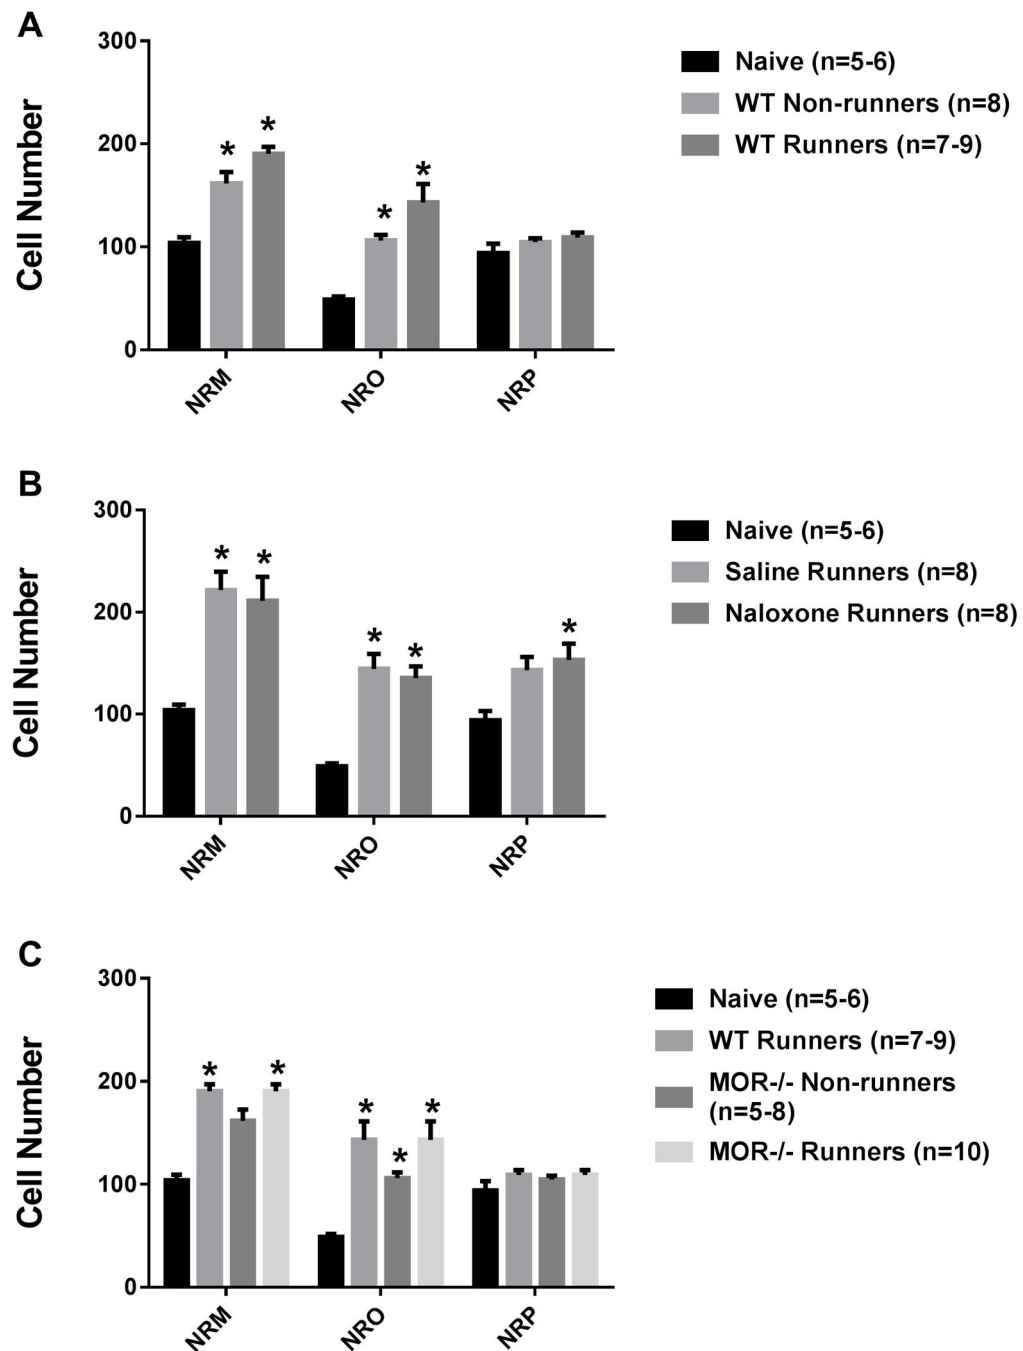 A
Cell Number
300
200
100
0
* * * *
NRM NRO NRP
Naive (n=5-6)
WT Non-runners (n=8)
WT Runners (n=7-9)
B
Cell Number
300
200
100
0
* * * * *
NRM NRO NRP
Naive (n=5-6)
Saline Runners (n=8)
Naloxone Runners (n=8)
C
Cell Number
300
200
100
0
* * * * *
NRM NRO NRP
Naive (n=5-6)
WT Runners (n=7-9)
MOR-/- Non-runners
(n=5-8)
MOR-/- Runners (n=10)